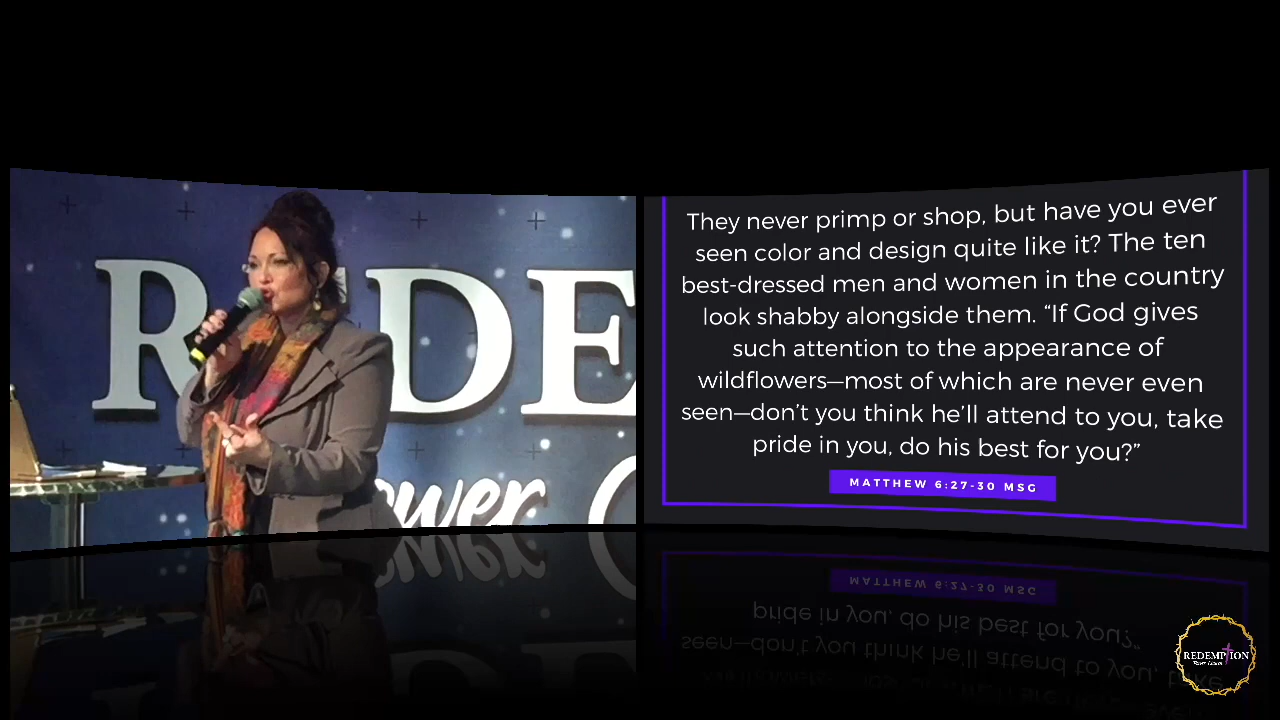 REDE
ower
They never primp or shop, but have you ever
seen color and design quite like it? The ten
best-dressed men and women in the country
look shabby alongside them. “If God gives
such attention to the appearance of
wildflowers—most of which are never even
seen—don’t you think he’ll attend to you, take
pride in you, do his best for you?”
MATTHEW 6:27-30 MSG
REDEMPTION